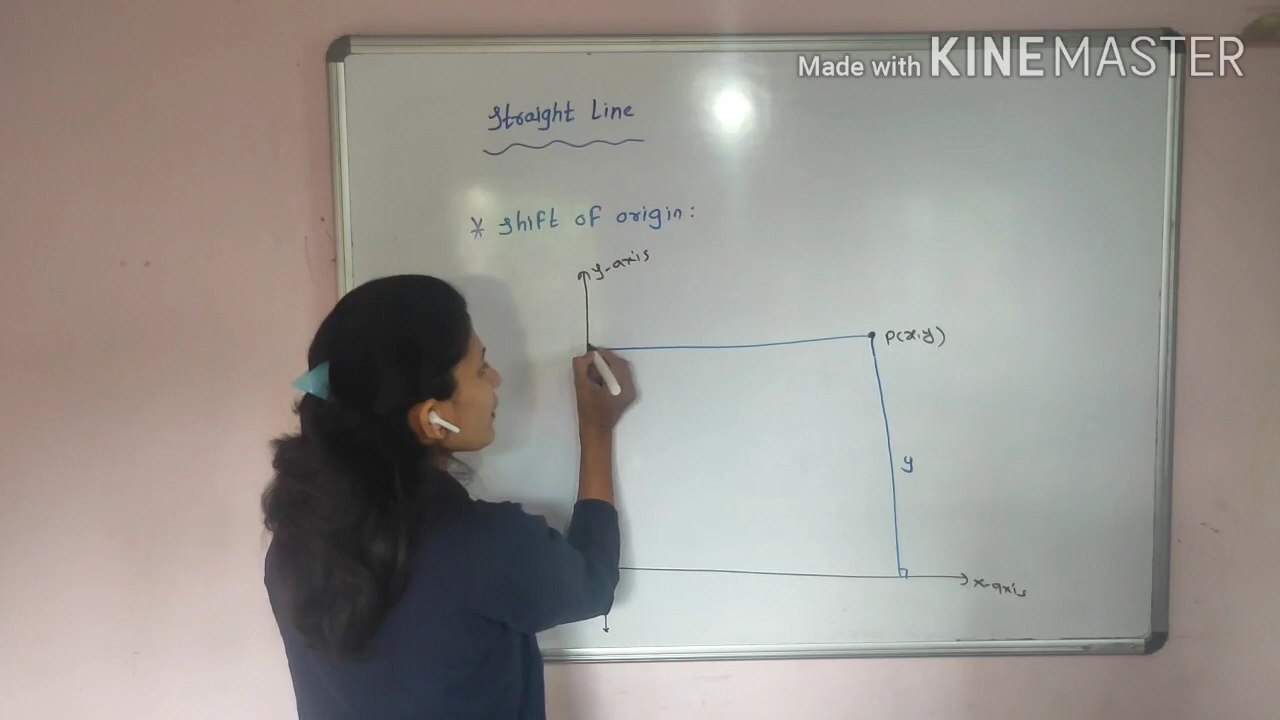 Made with KINEMASTER
Straight Line
* shift of origin:
y-axis
P(x,y)
y
x-axis